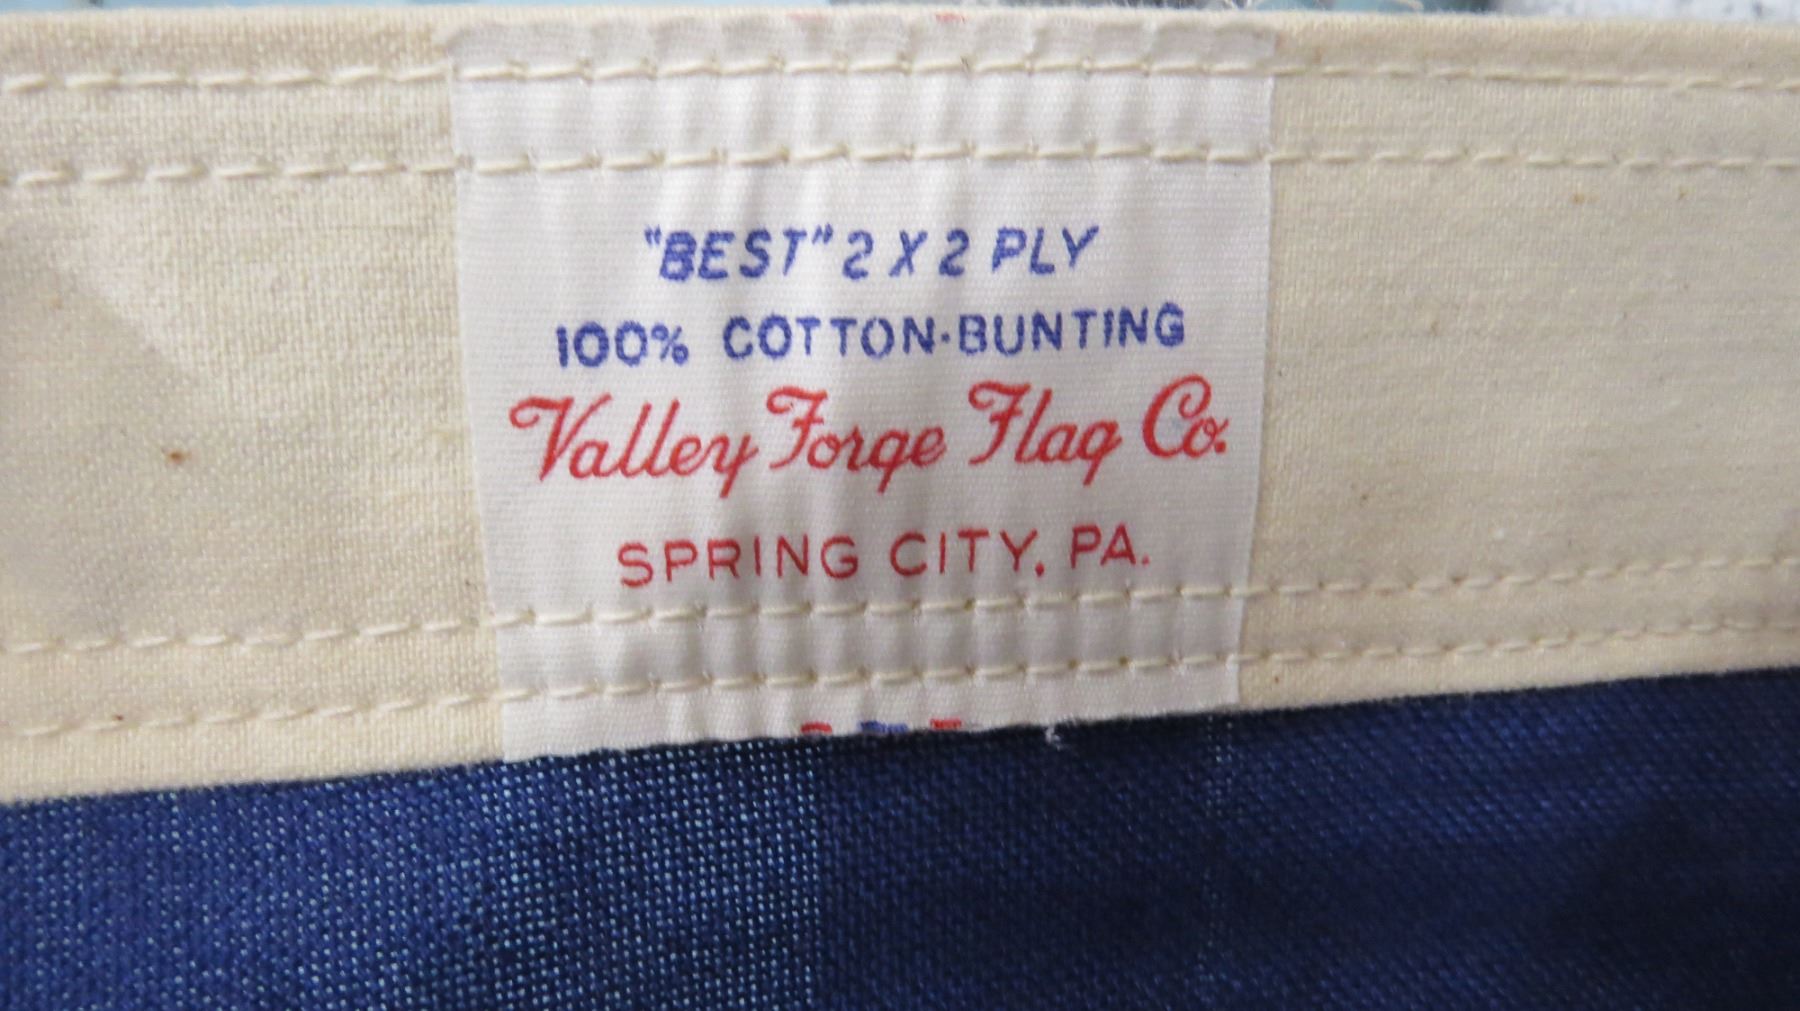 "BEST" 2 X 2 PLY
100% COTTON·BUNTING
Valley Forge Flag Co.
SPRING CITY, PA.